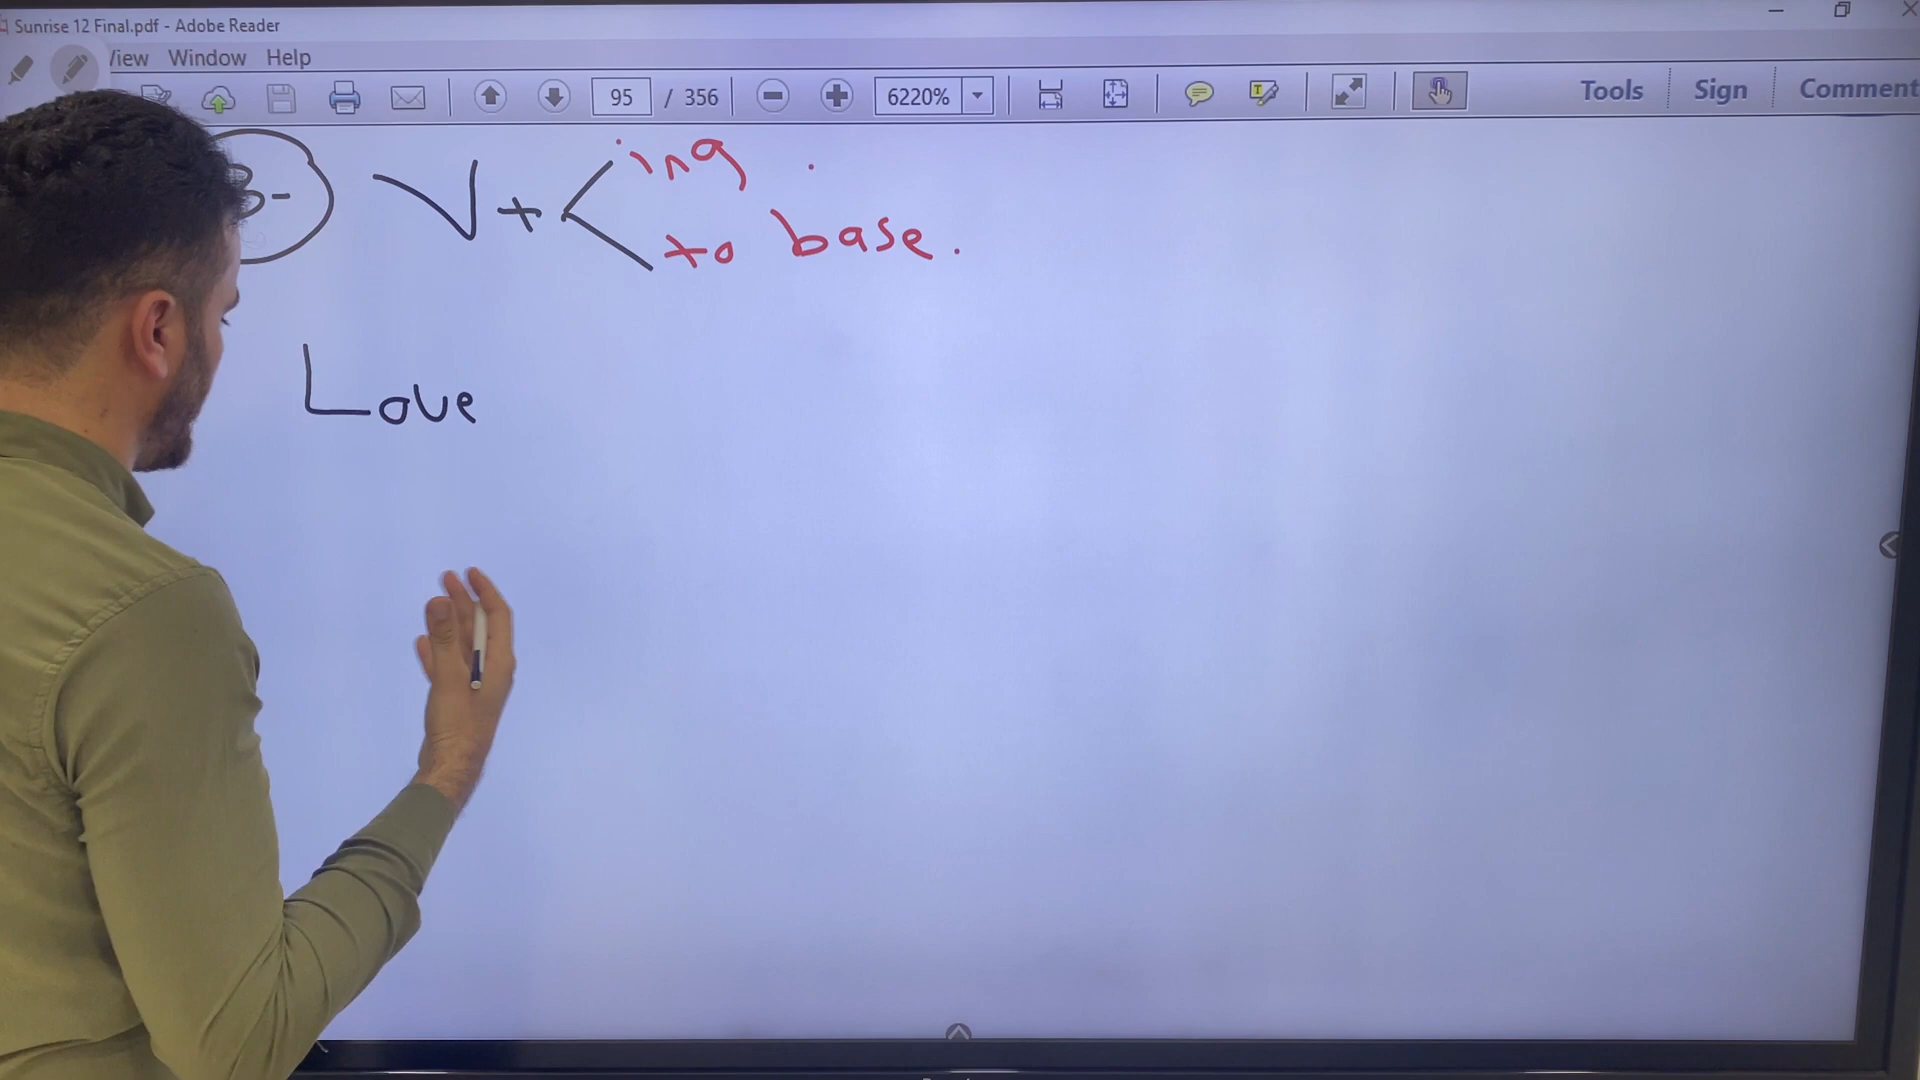 Sunrise 12 Final.pdf - Adobe Reader
View Window Help
95 / 356 6220% Tools Sign Comment
3- V + ing .
to base.
Love